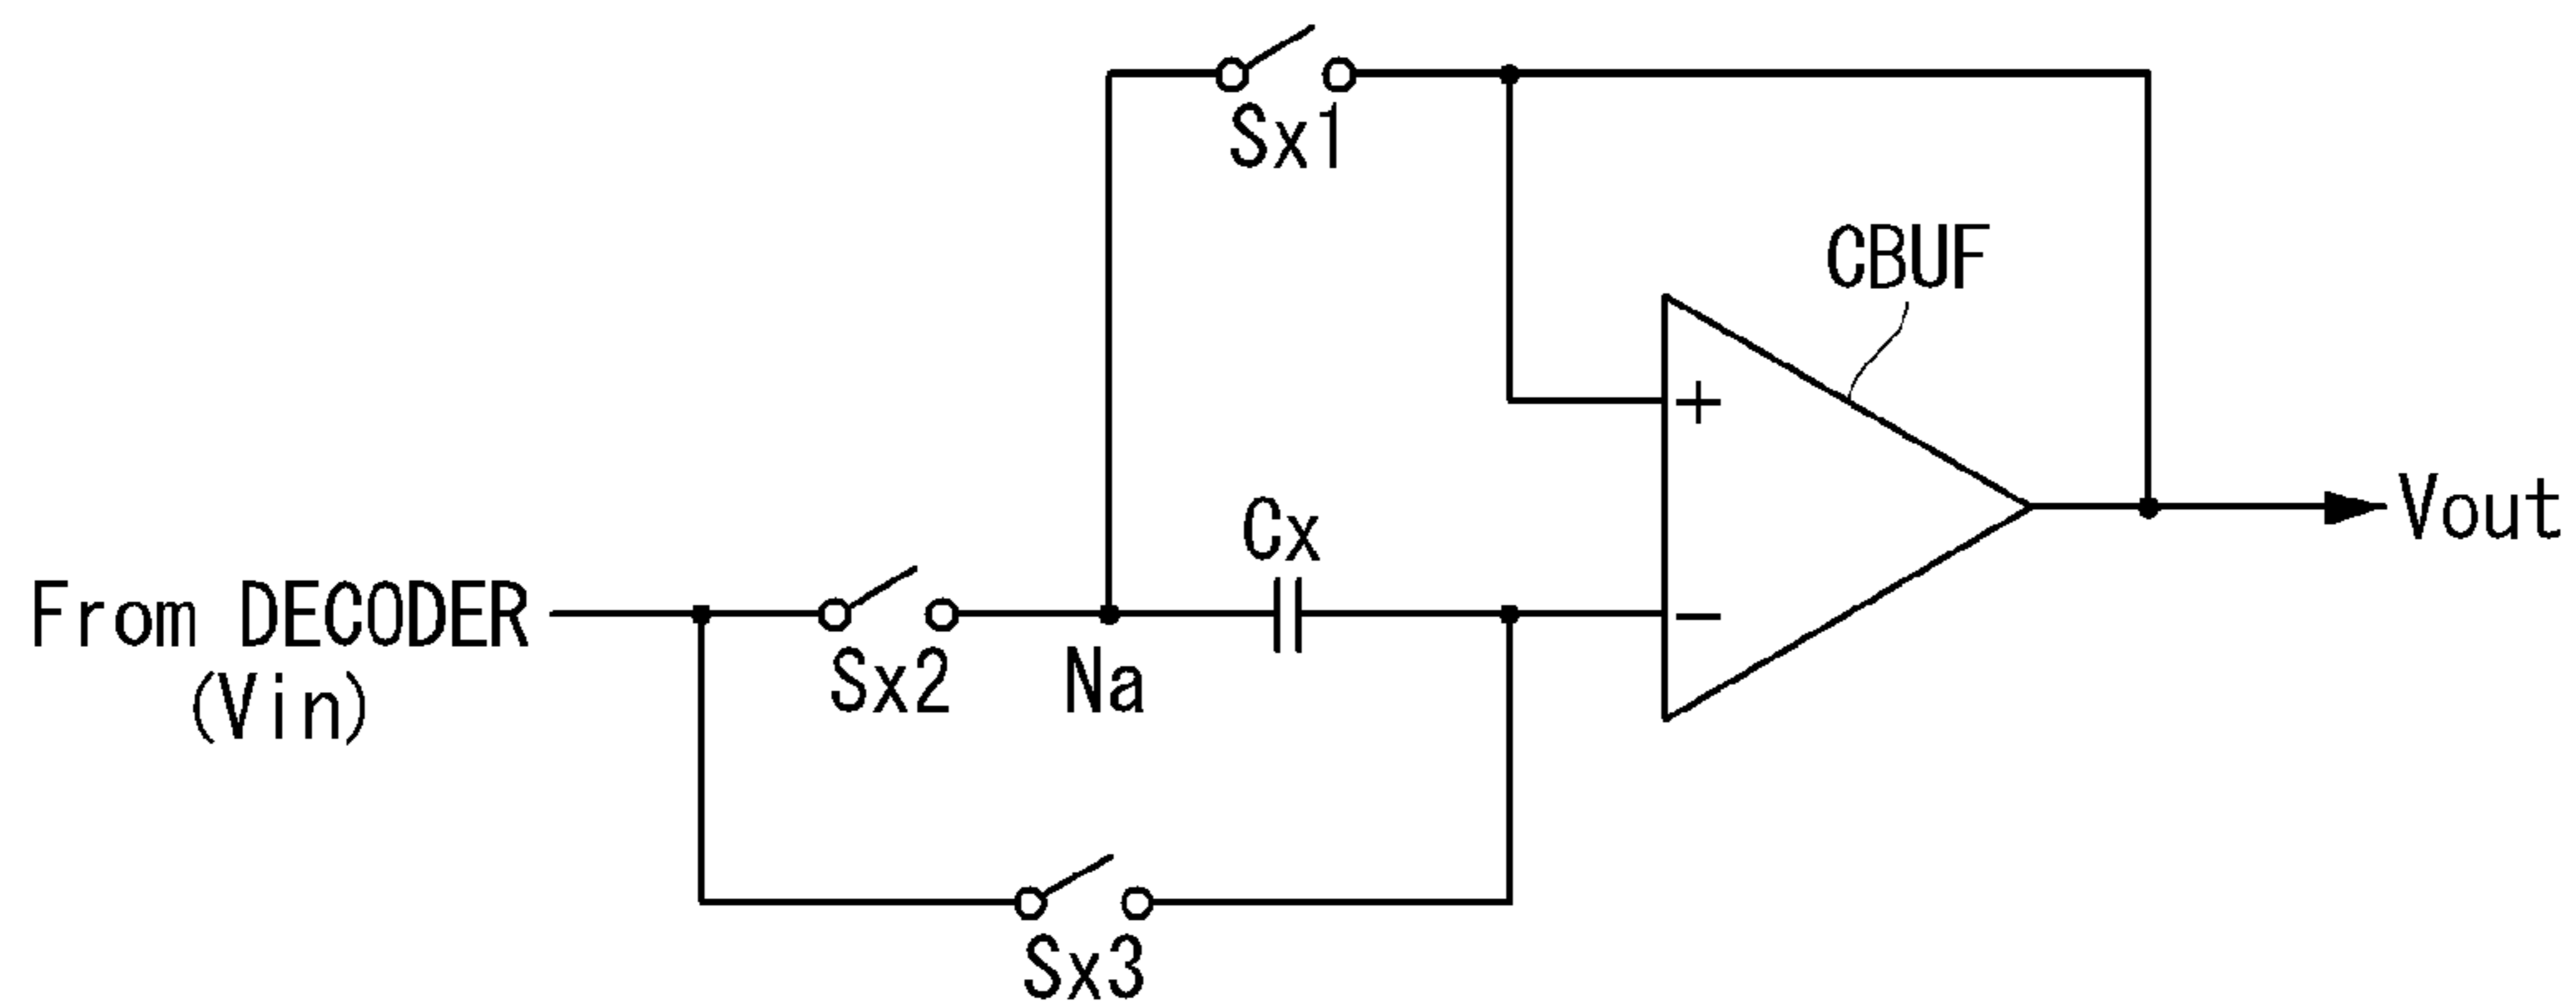 Sx1
CBUF
+
Cx
Vout
From DECODER
(Vin)
Sx2
Na
−
Sx3